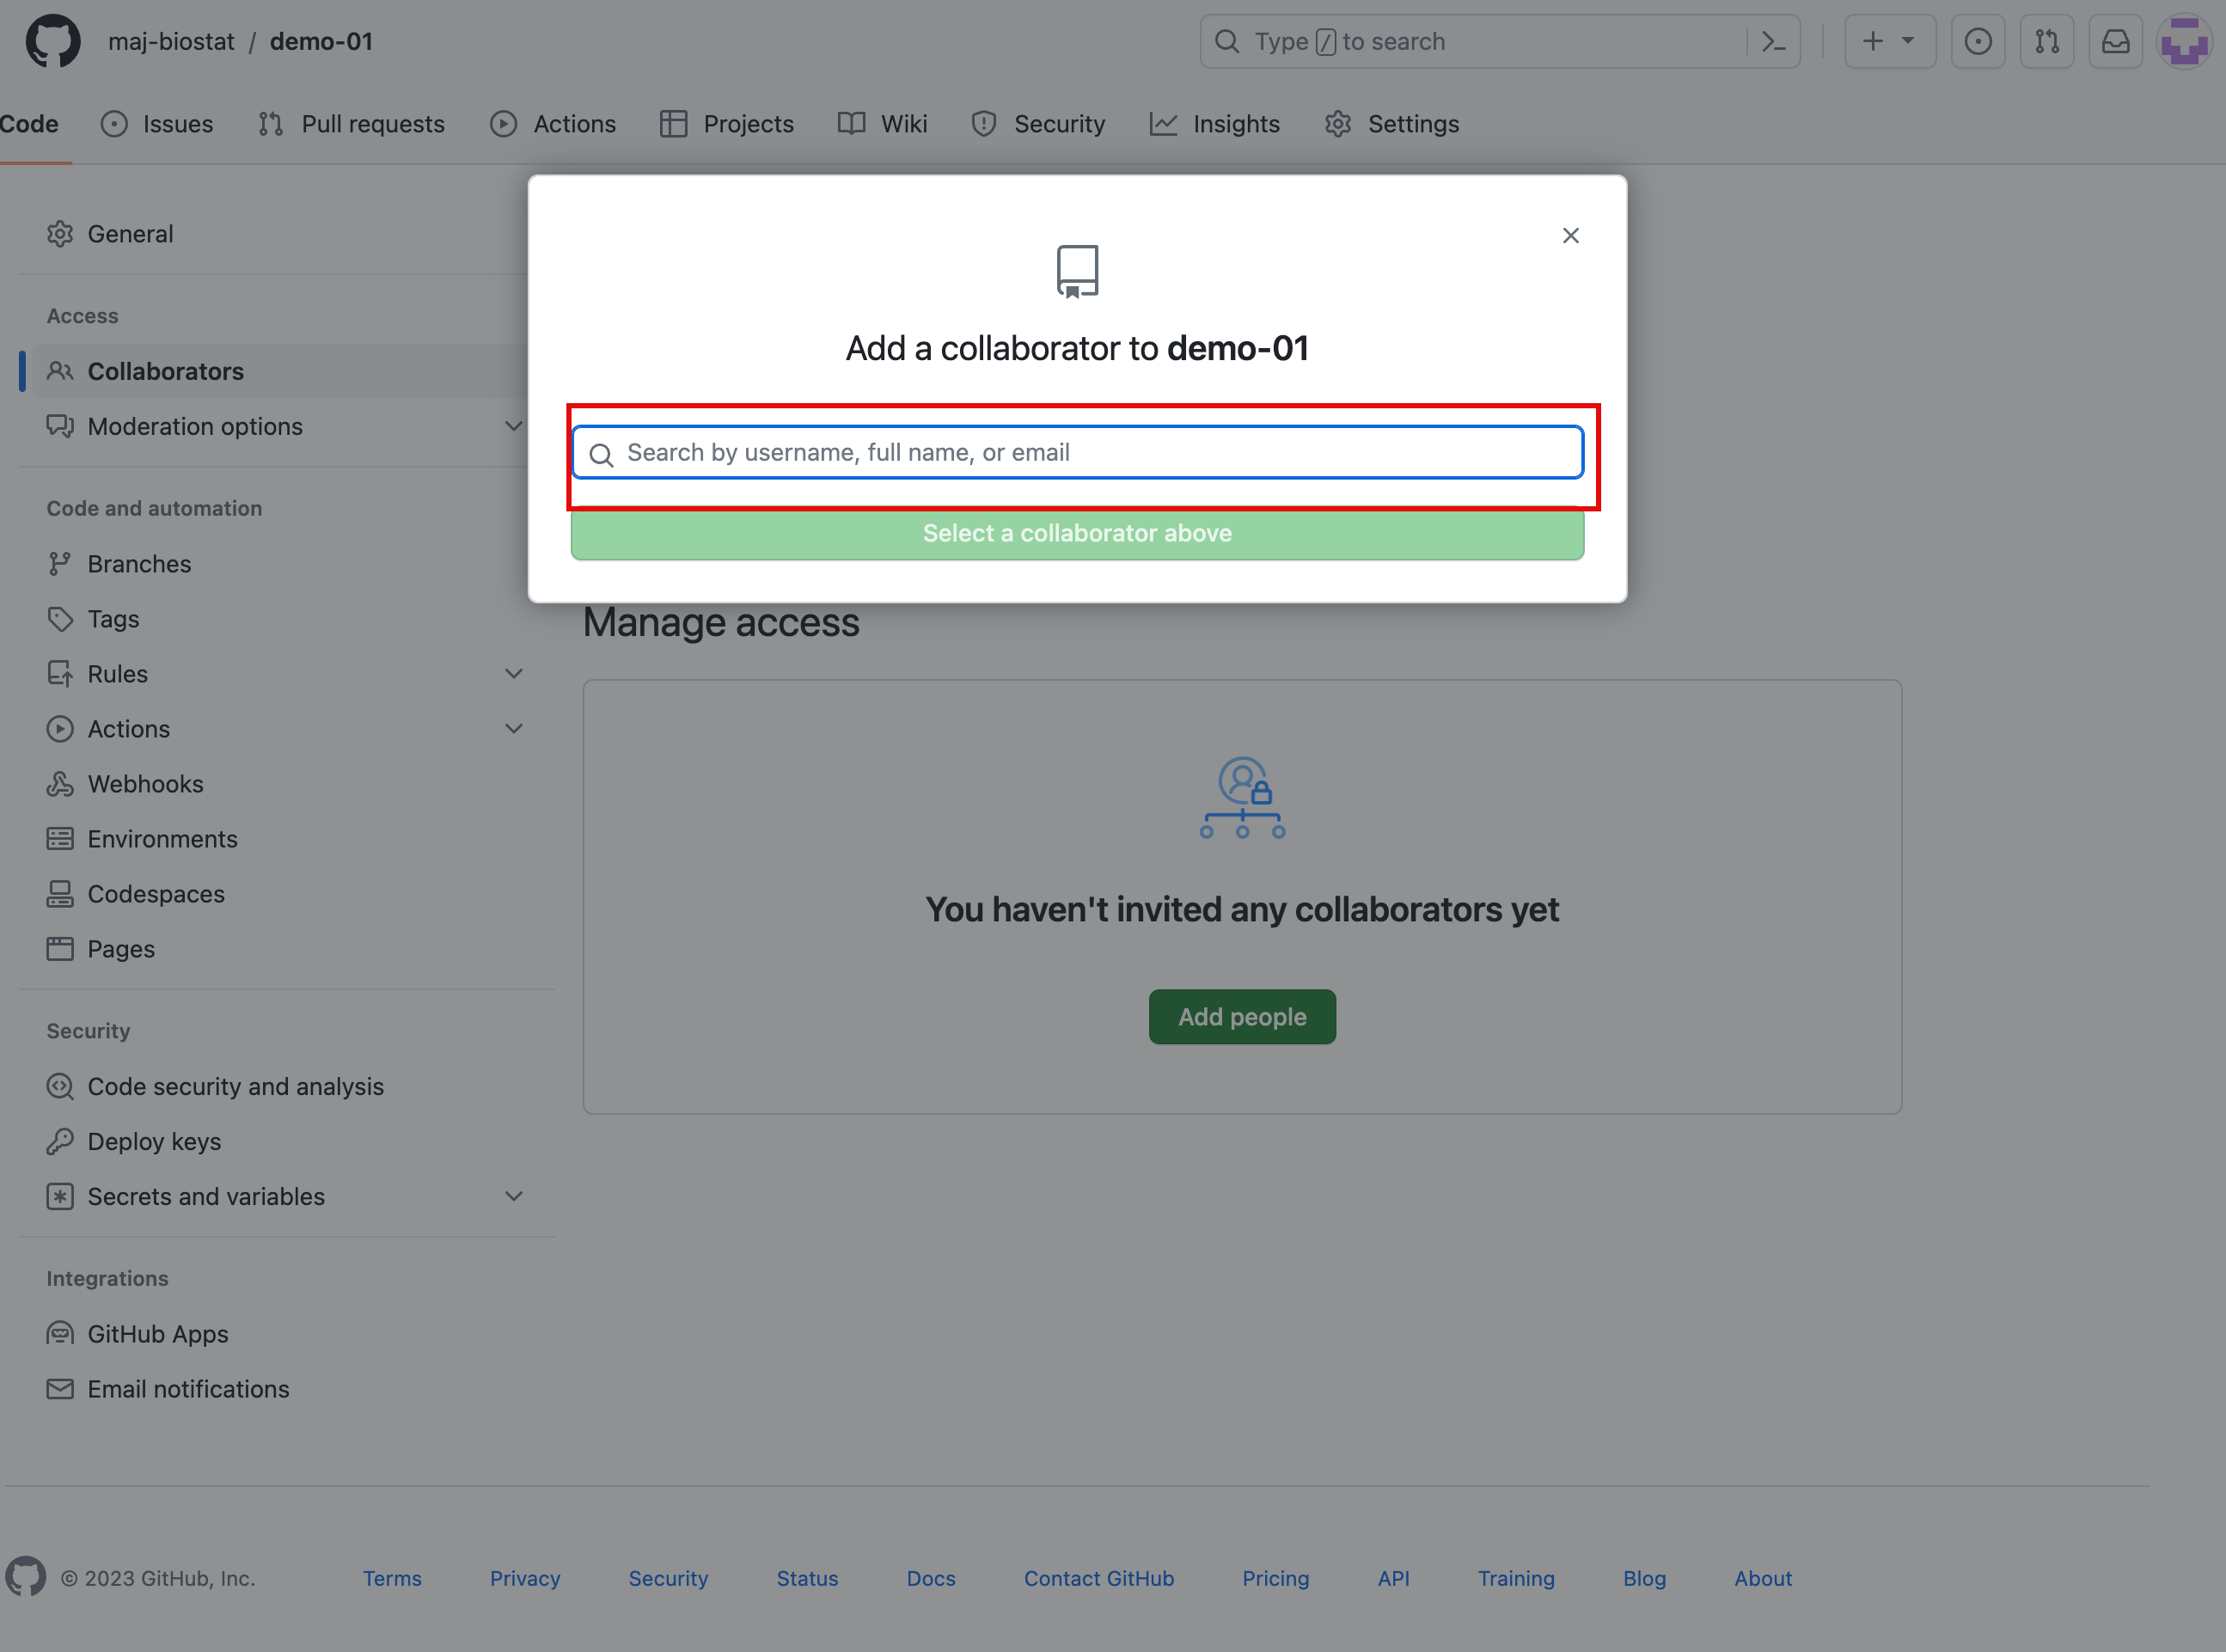 maj-biostat / demo-01
Type / to search
Code Issues Pull requests Actions Projects Wiki Security Insights Settings
General
Access
Collaborators
Moderation options
Code and automation
Branches
Tags
Rules
Actions
Webhooks
Environments
Codespaces
Pages
Security
Code security and analysis
Deploy keys
Secrets and variables
Integrations
GitHub Apps
Email notifications
Add a collaborator to demo-01
Search by username, full name, or email
Select a collaborator above
Manage access
You haven't invited any collaborators yet
Add people
© 2023 GitHub, Inc. Terms Privacy Security Status Docs Contact GitHub Pricing API Training Blog About